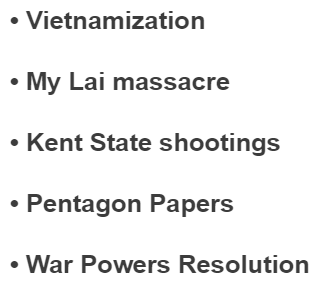 • Vietnamization
• My Lai massacre
• Kent State shootings
• Pentagon Papers
• War Powers Resolution